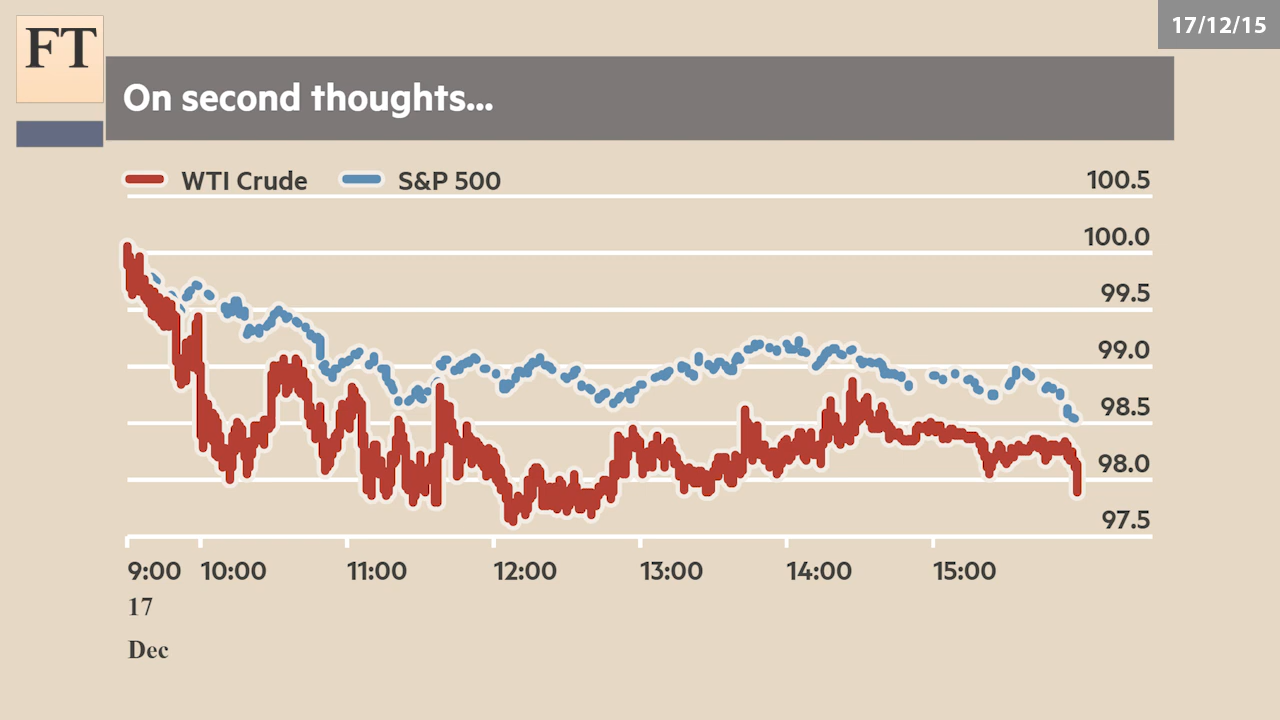 17/12/15
FT
On second thoughts...
WTI Crude S&P 500
100.5
100.0
99.5
99.0
98.5
98.0
97.5
9:00 10:00 11:00 12:00 13:00 14:00 15:00
17
Dec